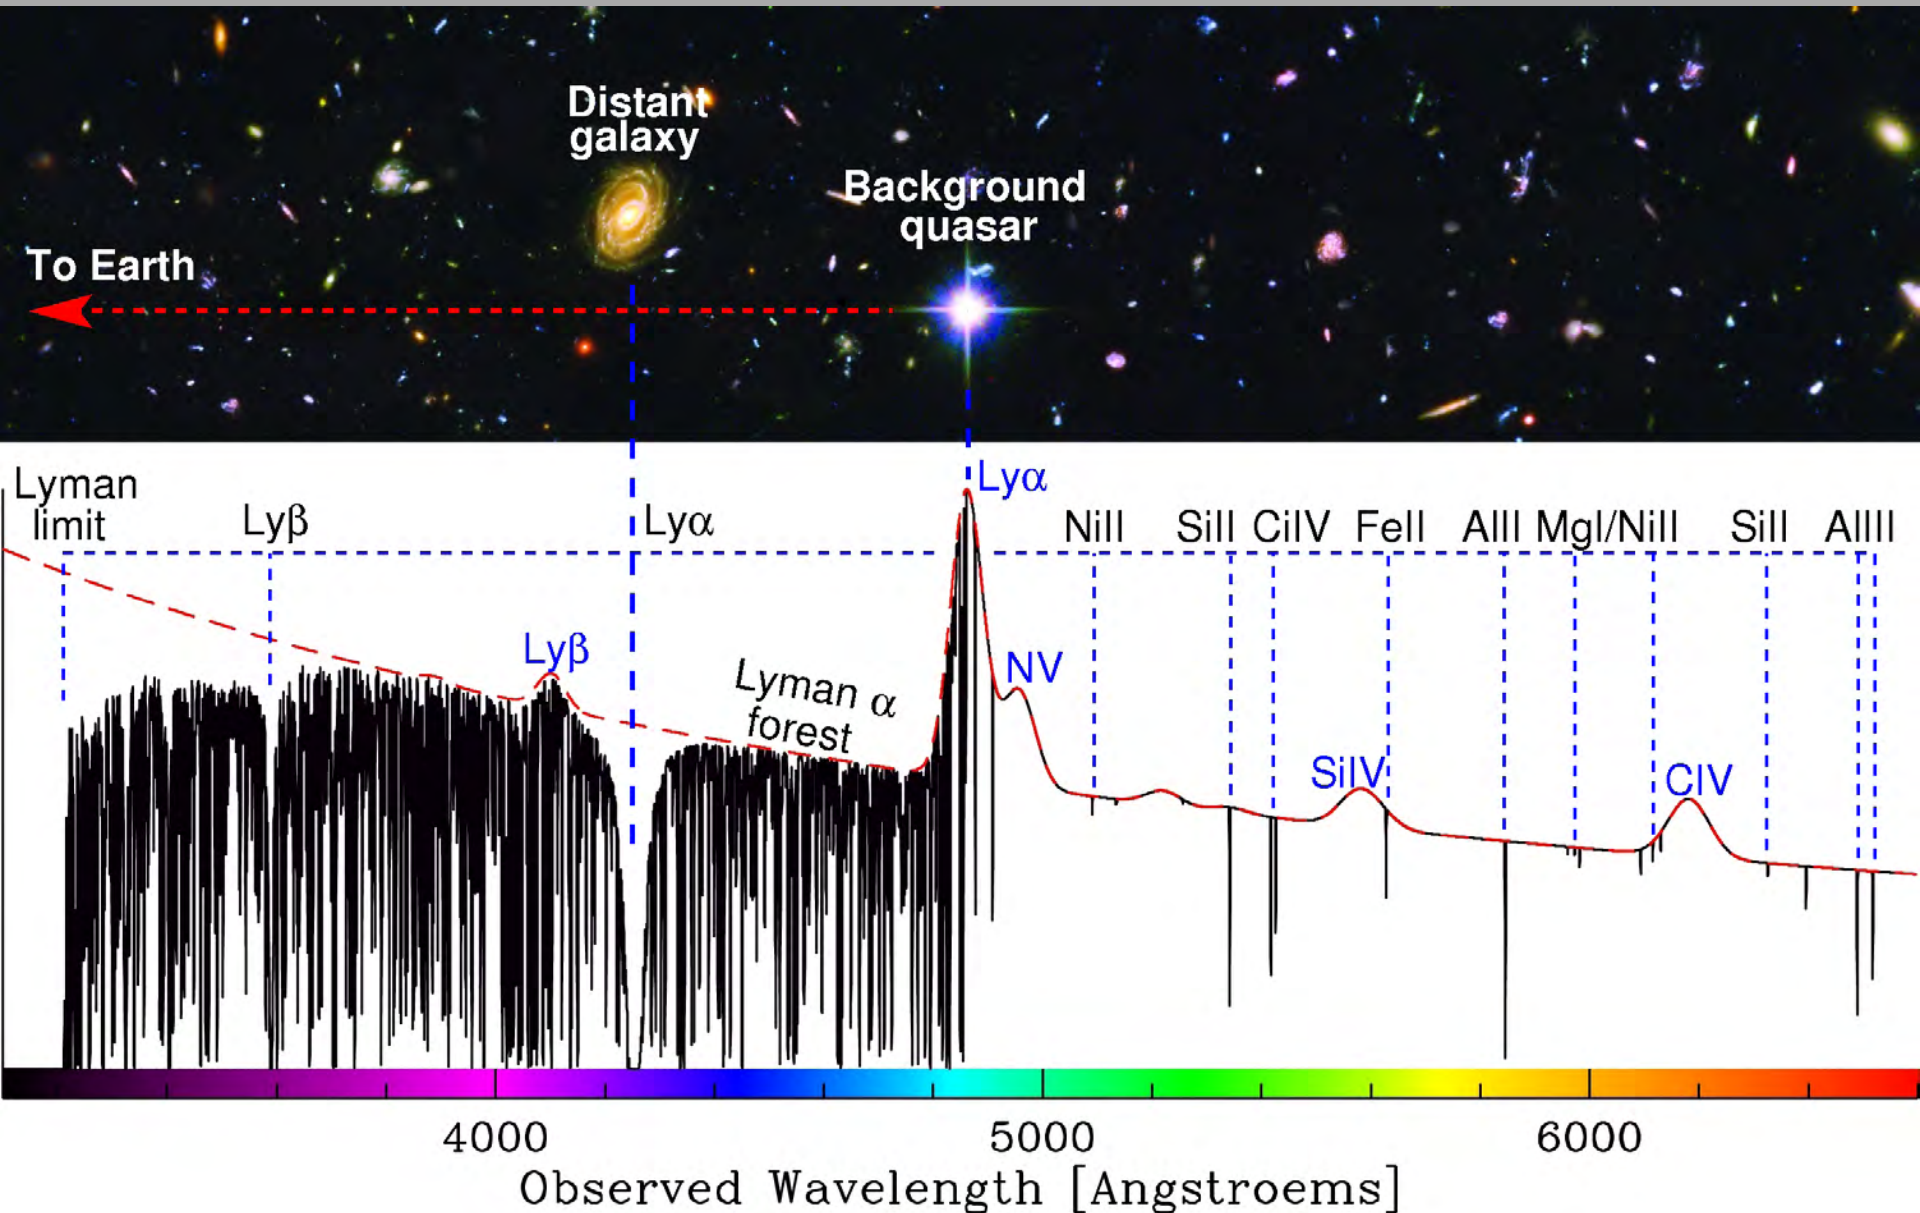 Distant
galaxy
Background
quasar
To Earth
Lyman
limit
Lyβ
Lyα
Lyα
NiII
SiII
CiIV
FeII
AlII
MgI/NiII
SiII
AlIII
Lyβ
Lyman α
forest
NV
SiIV
CIV
4000
5000
6000
Observed Wavelength [Angstroems]